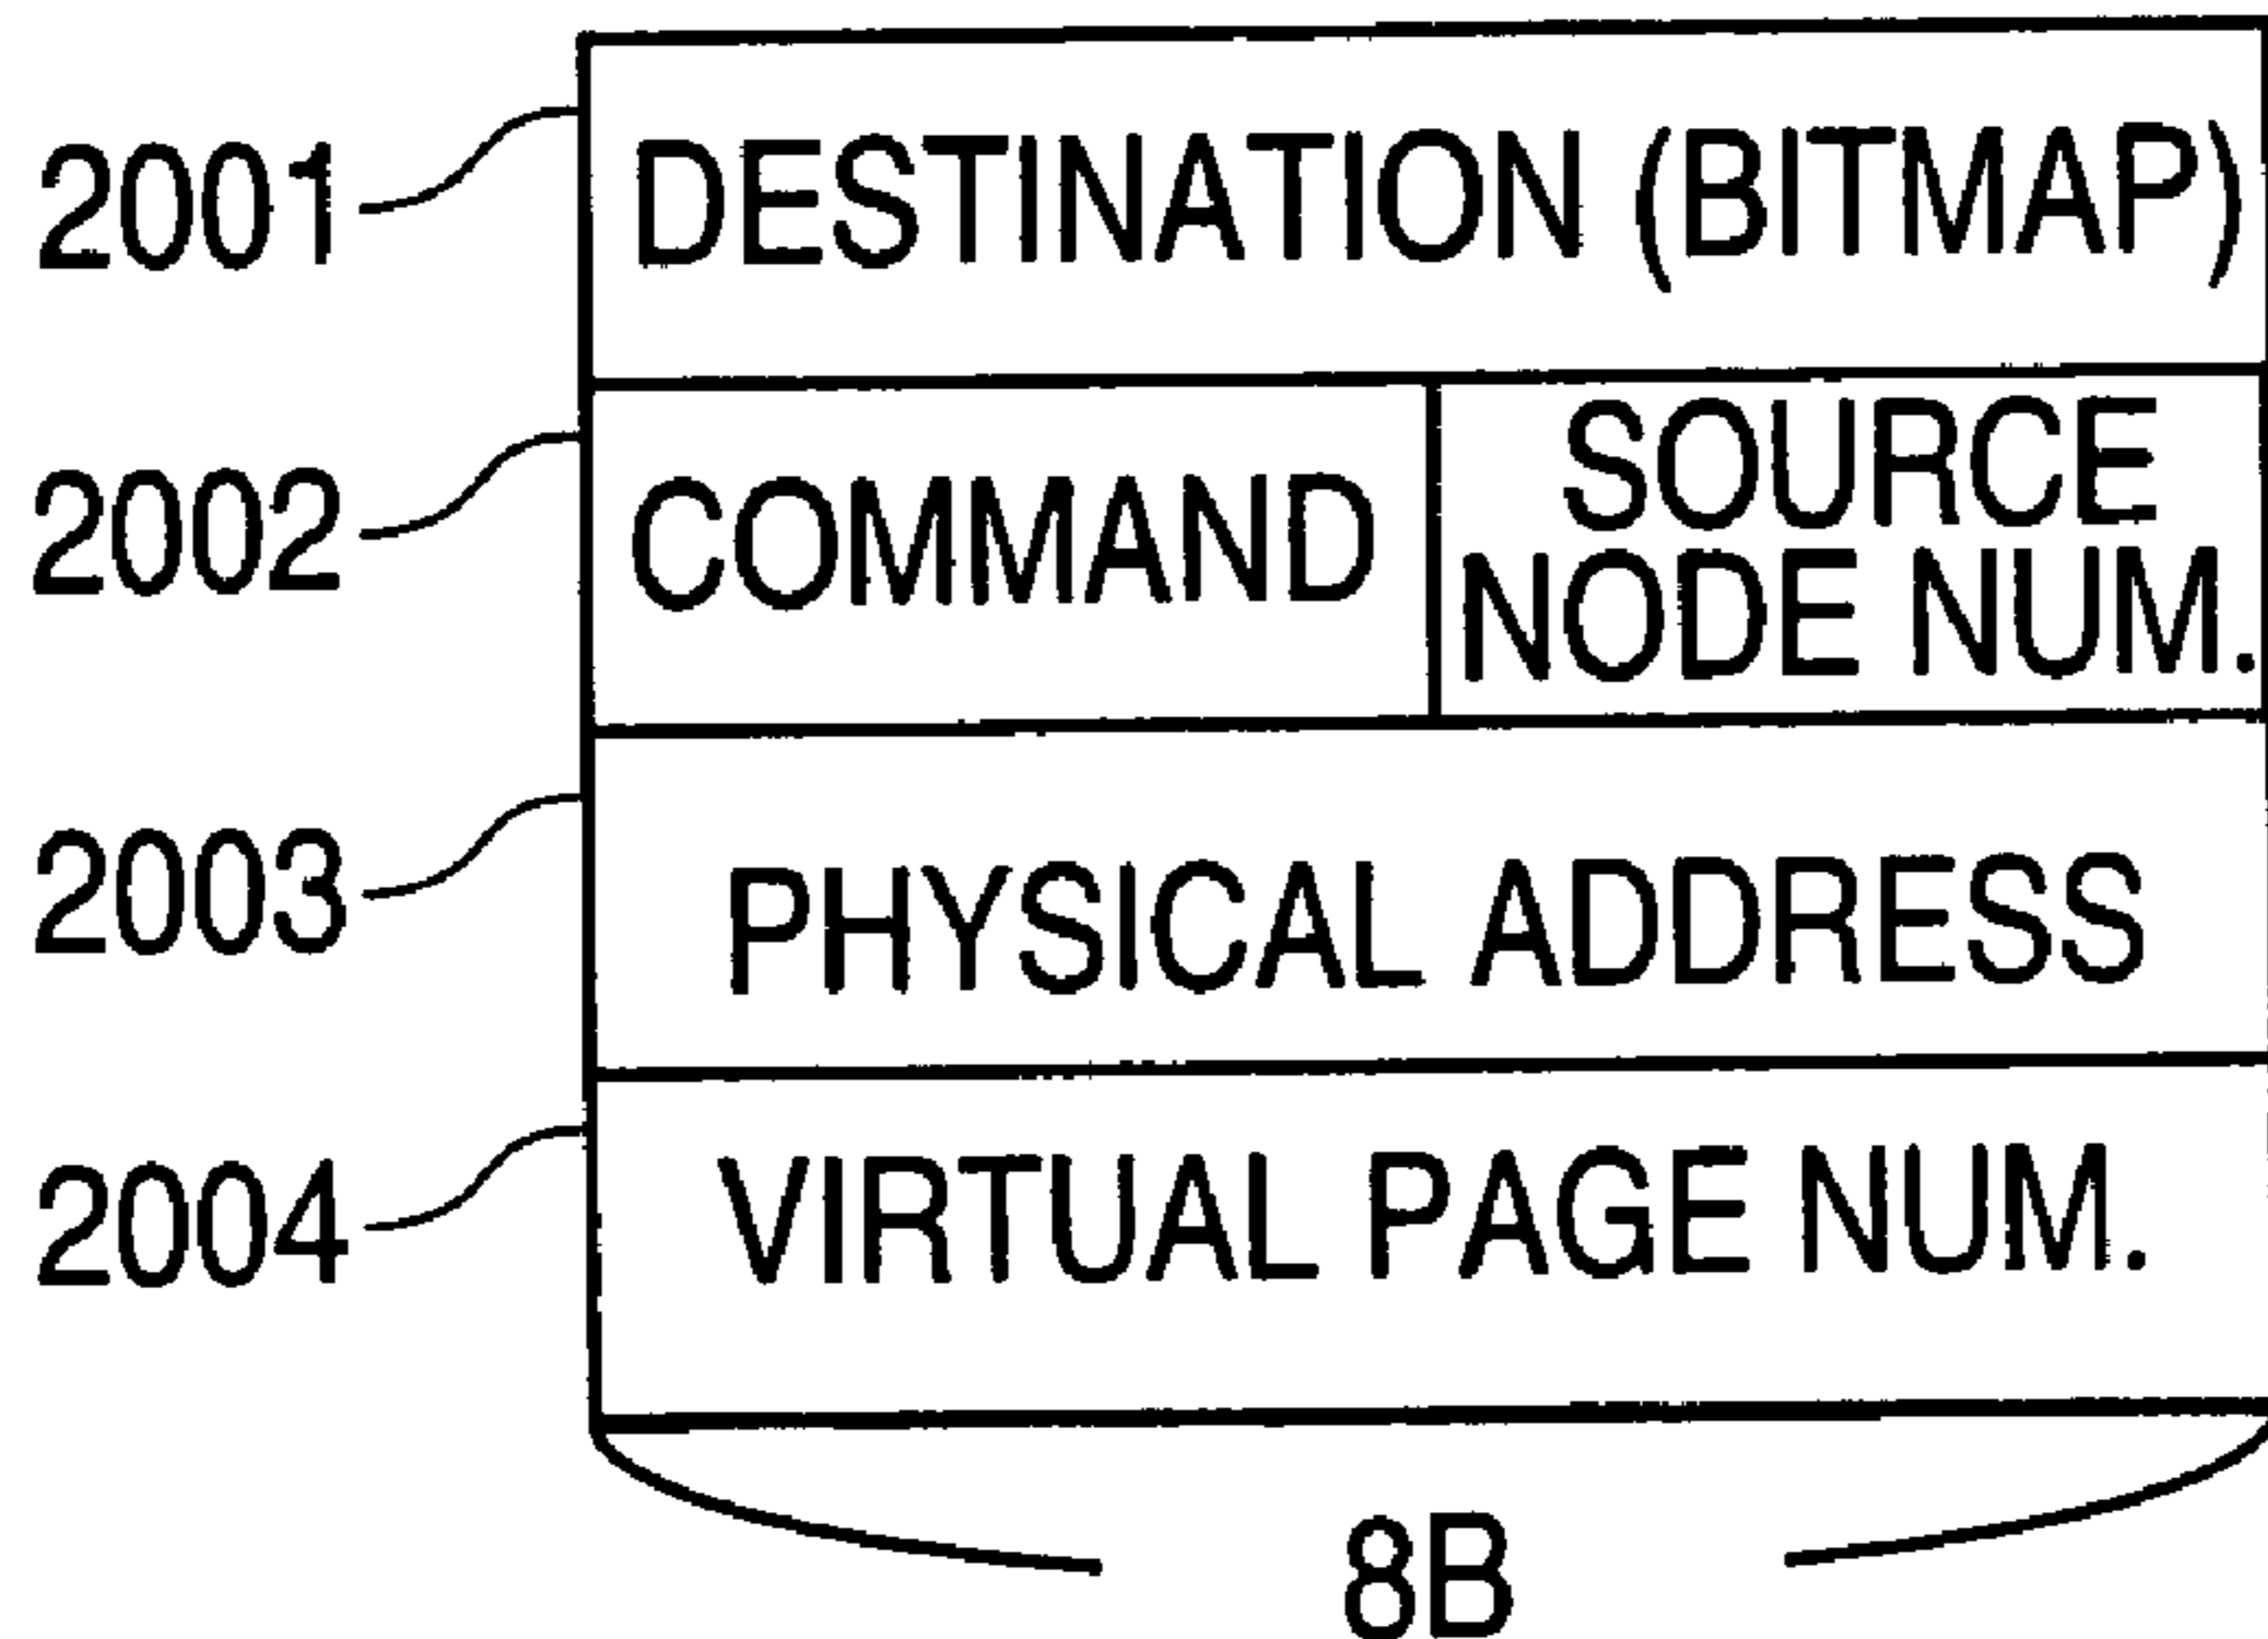 2001 DESTINATION (BITMAP)
2002 COMMAND SOURCE
NODE NUM.
2003 PHYSICAL ADDRESS
2004 VIRTUAL PAGE NUM.
8B